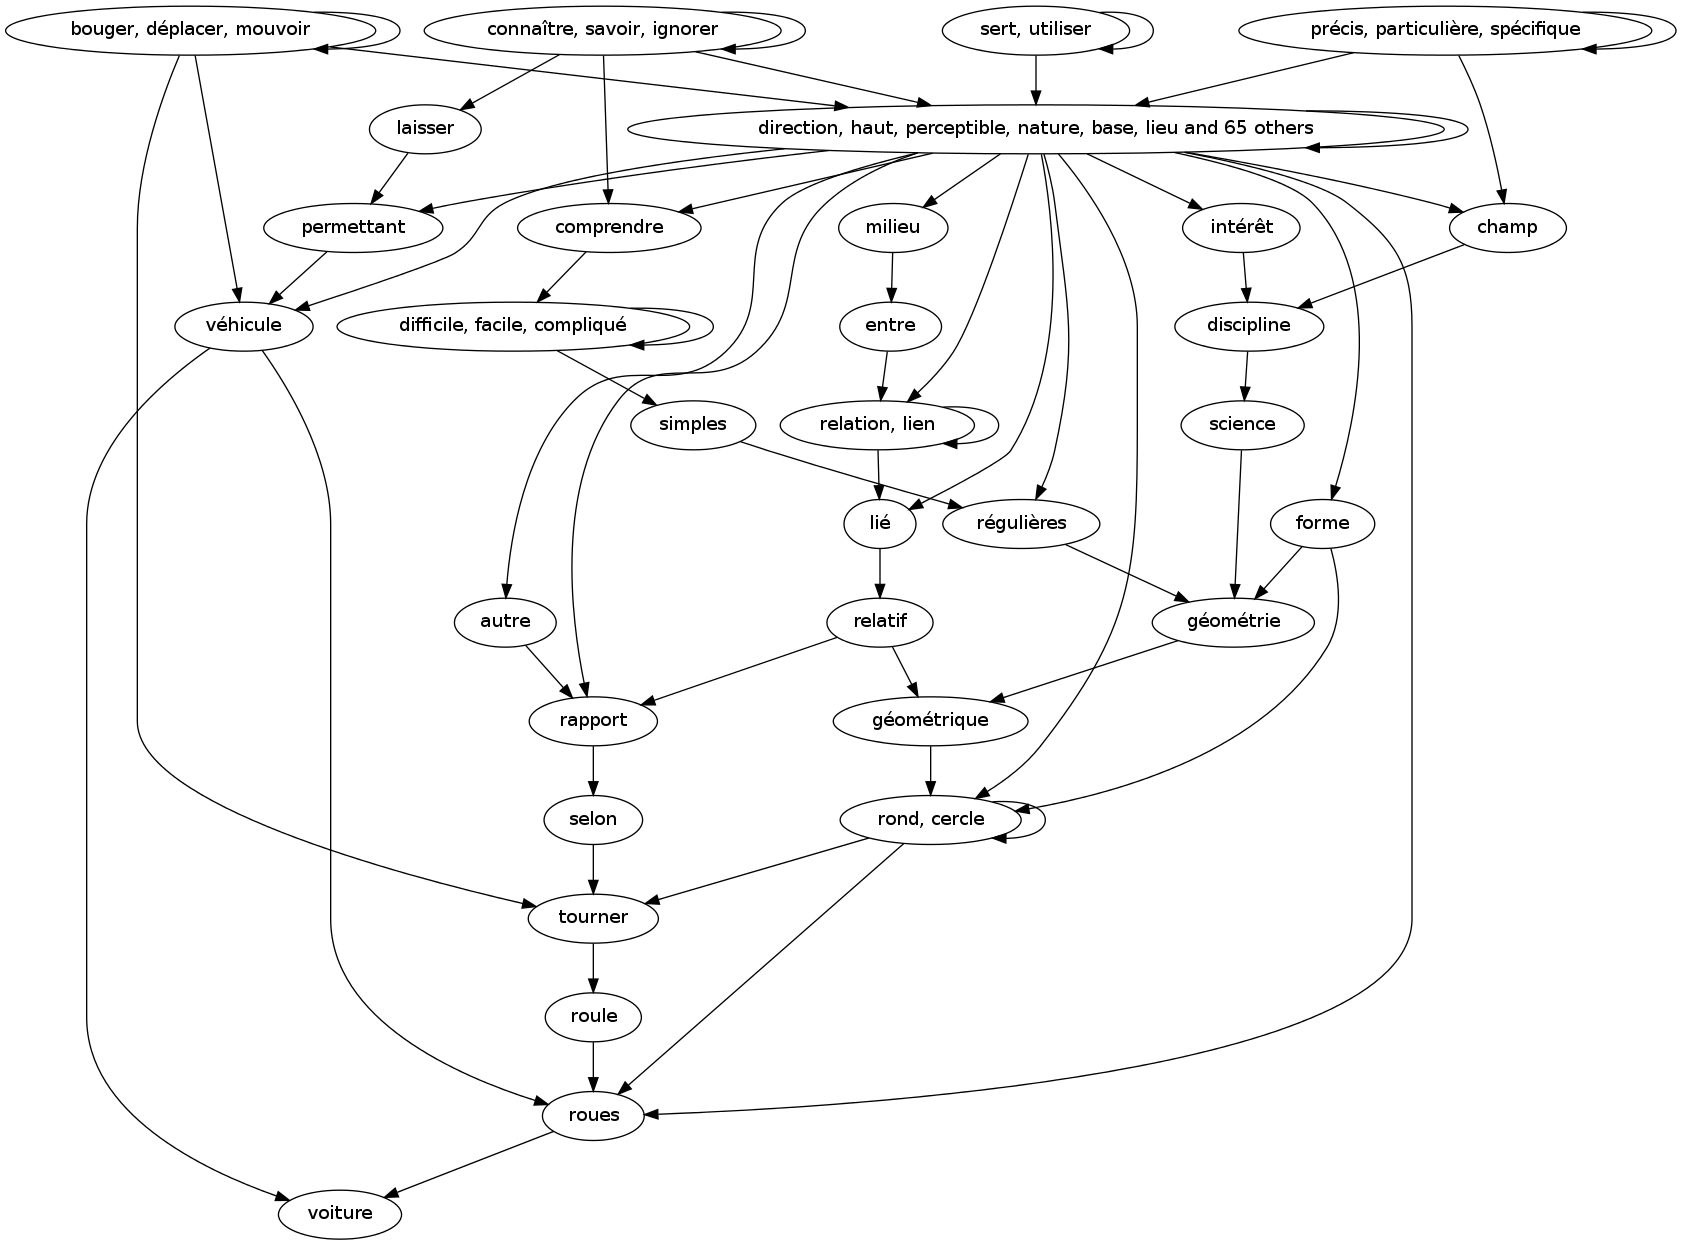 bouger, déplacer, mouvoir
connaître, savoir, ignorer
sert, utiliser
précis, particulière, spécifique
laisser
direction, haut, perceptible, nature, base, lieu and 65 others
permettant
comprendre
milieu
intérêt
champ
véhicule
difficile, facile, compliqué
entre
discipline
simples
relation, lien
science
lié
régulières
forme
autre
relatif
géométrie
rapport
géométrique
selon
rond, cercle
tourner
roule
roues
voiture